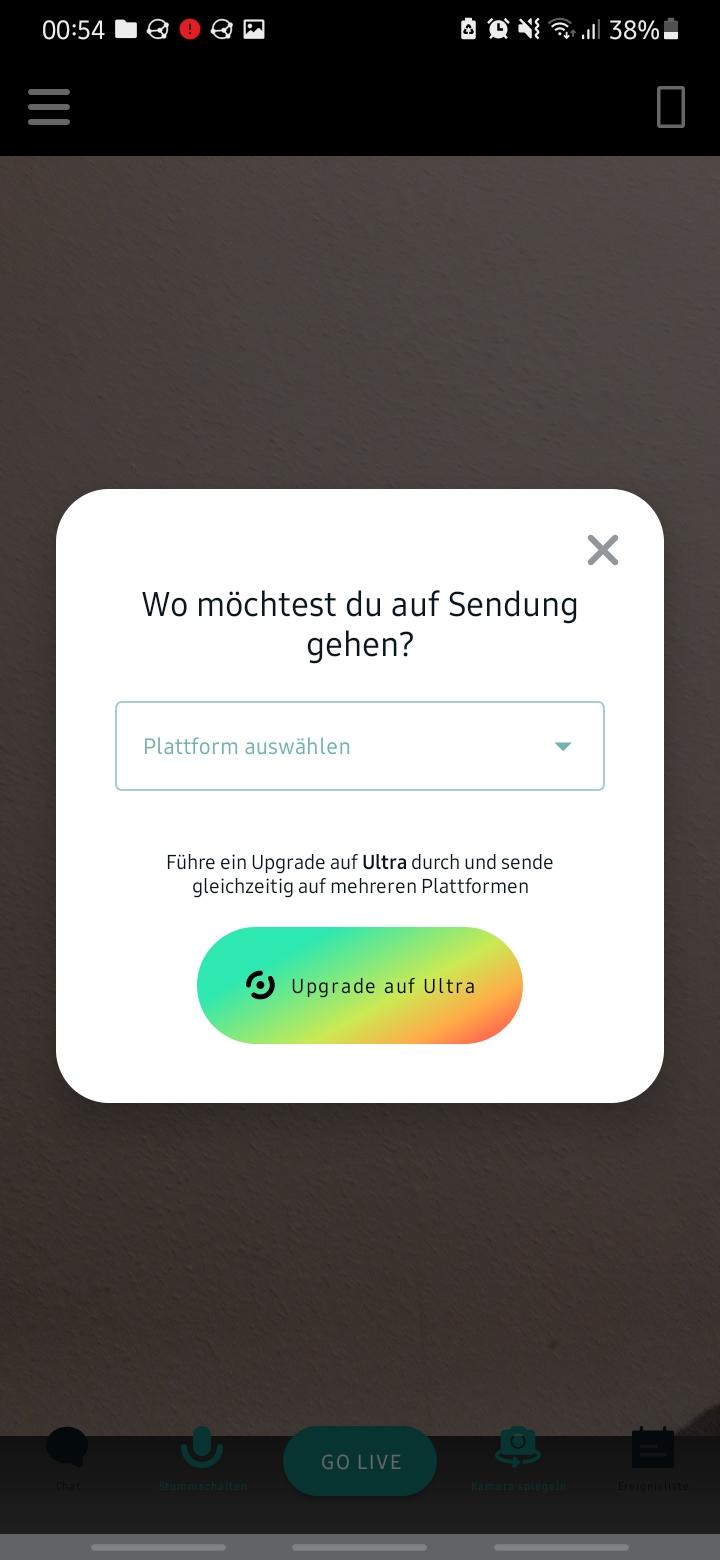 00:54
38%
Wo möchtest du auf Sendung
gehen?
Plattform auswählen
Führe ein Upgrade auf Ultra durch und sende
gleichzeitig auf mehreren Plattformen
Upgrade auf Ultra
GO LIVE
Chat
Stummschalten
Kamera spiegeln
Ereignisliste